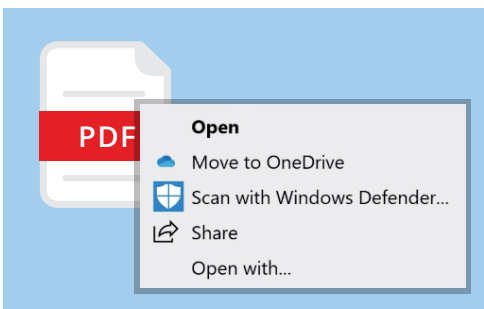 PDF
Open
Move to OneDrive
Scan with Windows Defender...
Share
Open with...